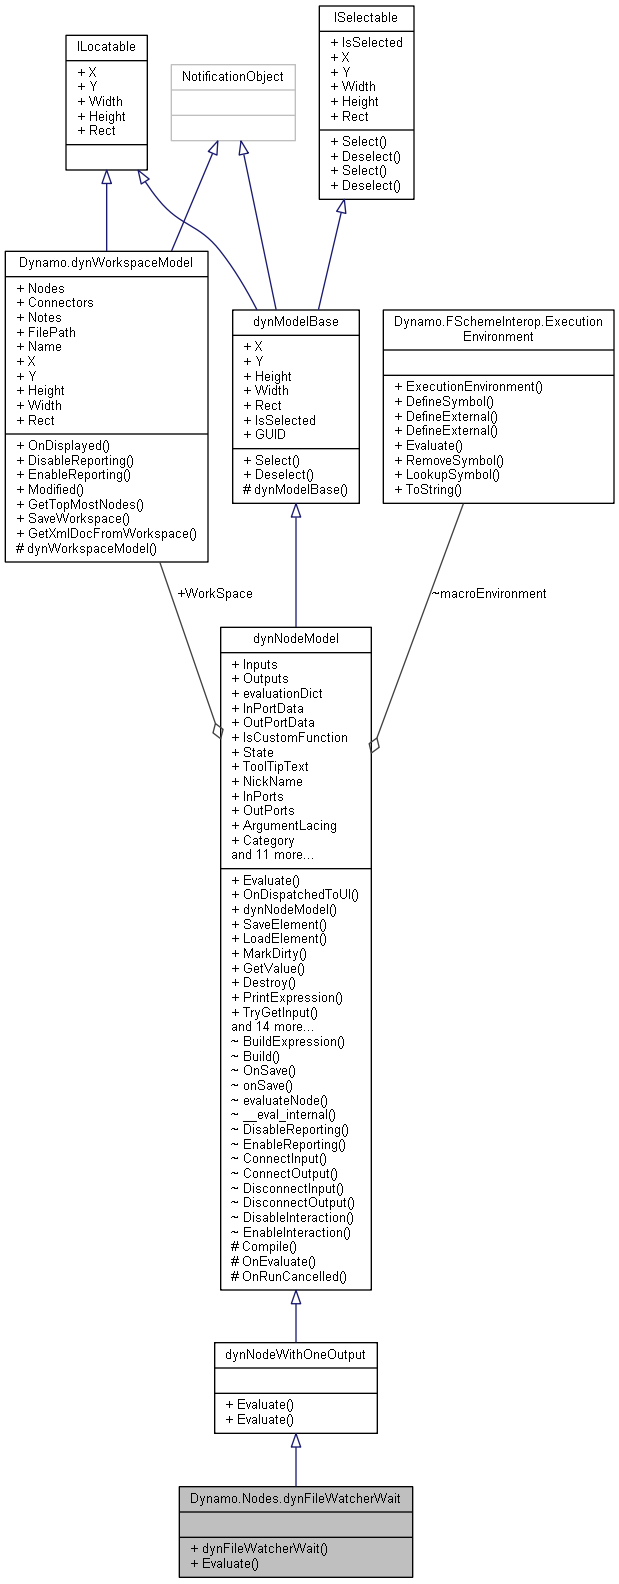 ISelectable
+ IsSelected
+ X
+ Y
+ Width
+ Height
+ Rect
+ Select()
+ Deselect()
+ Select()
+ Deselect()
ILocatable
+ X
+ Y
+ Width
+ Height
+ Rect
NotificationObject
Dynamo.dynWorkspaceModel
+ Nodes
+ Connectors
+ Notes
+ FilePath
+ Name
+ X
+ Y
+ Height
+ Width
+ Rect
+ OnDisplayed()
+ DisableReporting()
+ EnableReporting()
+ Modified()
+ GetTopMostNodes()
+ SaveWorkspace()
+ GetXmlDocFromWorkspace()
# dynWorkspaceModel()
dynModelBase
+ X
+ Y
+ Height
+ Width
+ Rect
+ IsSelected
+ GUID
+ Select()
+ Deselect()
# dynModelBase()
Dynamo.FSchemeInterop.Execution
Environment
+ ExecutionEnvironment()
+ DefineSymbol()
+ DefineExternal()
+ DefineExternal()
+ Evaluate()
+ RemoveSymbol()
+ LookupSymbol()
+ ToString()
+WorkSpace
~macroEnvironment
dynNodeModel
+ Inputs
+ Outputs
+ evaluationDict
+ InPortData
+ OutPortData
+ IsCustomFunction
+ State
+ ToolTipText
+ NickName
+ InPorts
+ OutPorts
+ ArgumentLacing
+ Category
and 11 more...
+ Evaluate()
+ OnDispatchedToUI()
+ dynNodeModel()
+ SaveElement()
+ LoadElement()
+ MarkDirty()
+ GetValue()
+ Destroy()
+ PrintExpression()
+ TryGetInput()
and 14 more...
~ BuildExpression()
~ Build()
~ OnSave()
~ onSave()
~ evaluateNode()
~ __eval_internal()
~ DisableReporting()
~ EnableReporting()
~ ConnectInput()
~ ConnectOutput()
~ DisconnectInput()
~ DisconnectOutput()
~ DisableInteraction()
~ EnableInteraction()
# Compile()
# OnEvaluate()
# OnRunCancelled()
dynNodeWithOneOutput
+ Evaluate()
+ Evaluate()
Dynamo.Nodes.dynFileWatcherWait
+ dynFileWatcherWait()
+ Evaluate()